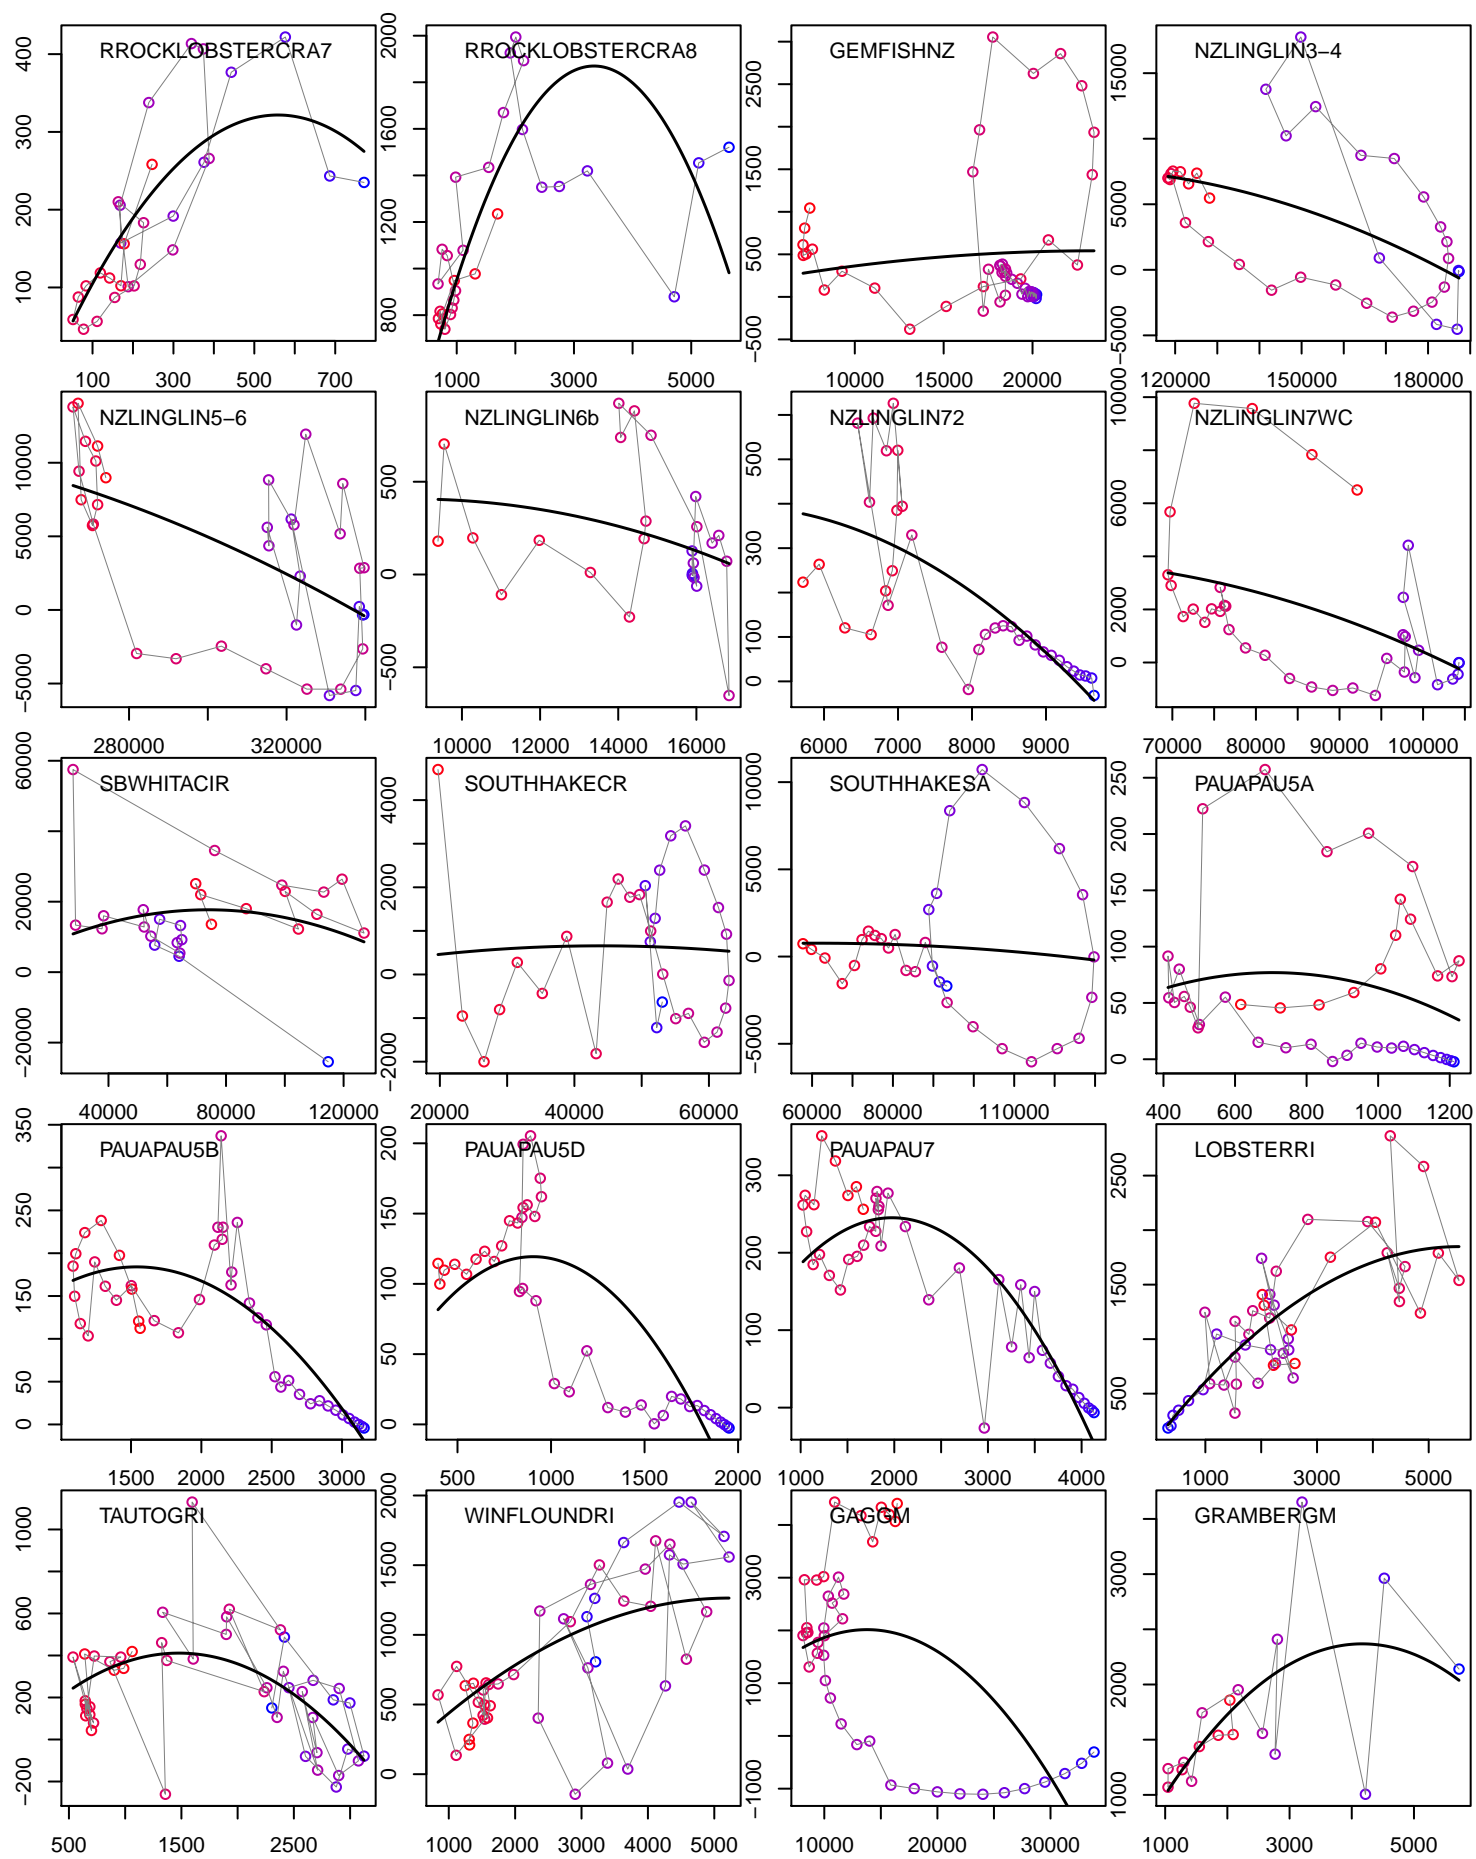 RROCKLOBSTERCRA7
100 200 300 400
100 300 500 700
RROCKLOBSTERCRA8
800 1200 1600 2000
1000 3000 5000
GEMFISHNZ
−500 500 1500 2500
10000 15000 20000
NZLINGLIN3−4
−5000 0 5000 15000
120000 150000 180000
NZLINGLIN5−6
−5000 0 5000 10000
280000 320000
NZLINGLIN6b
−500 0 500
10000 12000 14000 16000
NZLINGLIN72
0 100 300 500
6000 7000 8000 9000
NZLINGLIN7WC
0 2000 6000 10000
70000 80000 90000 100000
SBWHITACIR
−20000 0 20000 60000
40000 80000 120000
SOUTHHAKECR
−2000 0 2000 4000
20000 40000 60000
SOUTHHAKESA
−5000 0 5000 10000
60000 80000 110000
PAUAPAU5A
0 50 100 150 200 250
400 600 800 1000 1200
PAUAPAU5B
0 50 150 250 350
1500 2000 2500 3000
PAUAPAU5D
0 50 100 150 200
500 1000 1500 2000
PAUAPAU7
0 100 200 300
1000 2000 3000 4000
LOBSTERRI
500 1500 2500
1000 3000 5000
TAUTOGRI
−200 200 600 1000
500 1500 2500
WINFLOUNDRI
0 500 1000 1500 2000
1000 2000 3000 4000 5000
GAGGM
−1000 1000 3000
10000 20000 30000
GRAMBERGM
1000 2000 3000
1000 3000 5000